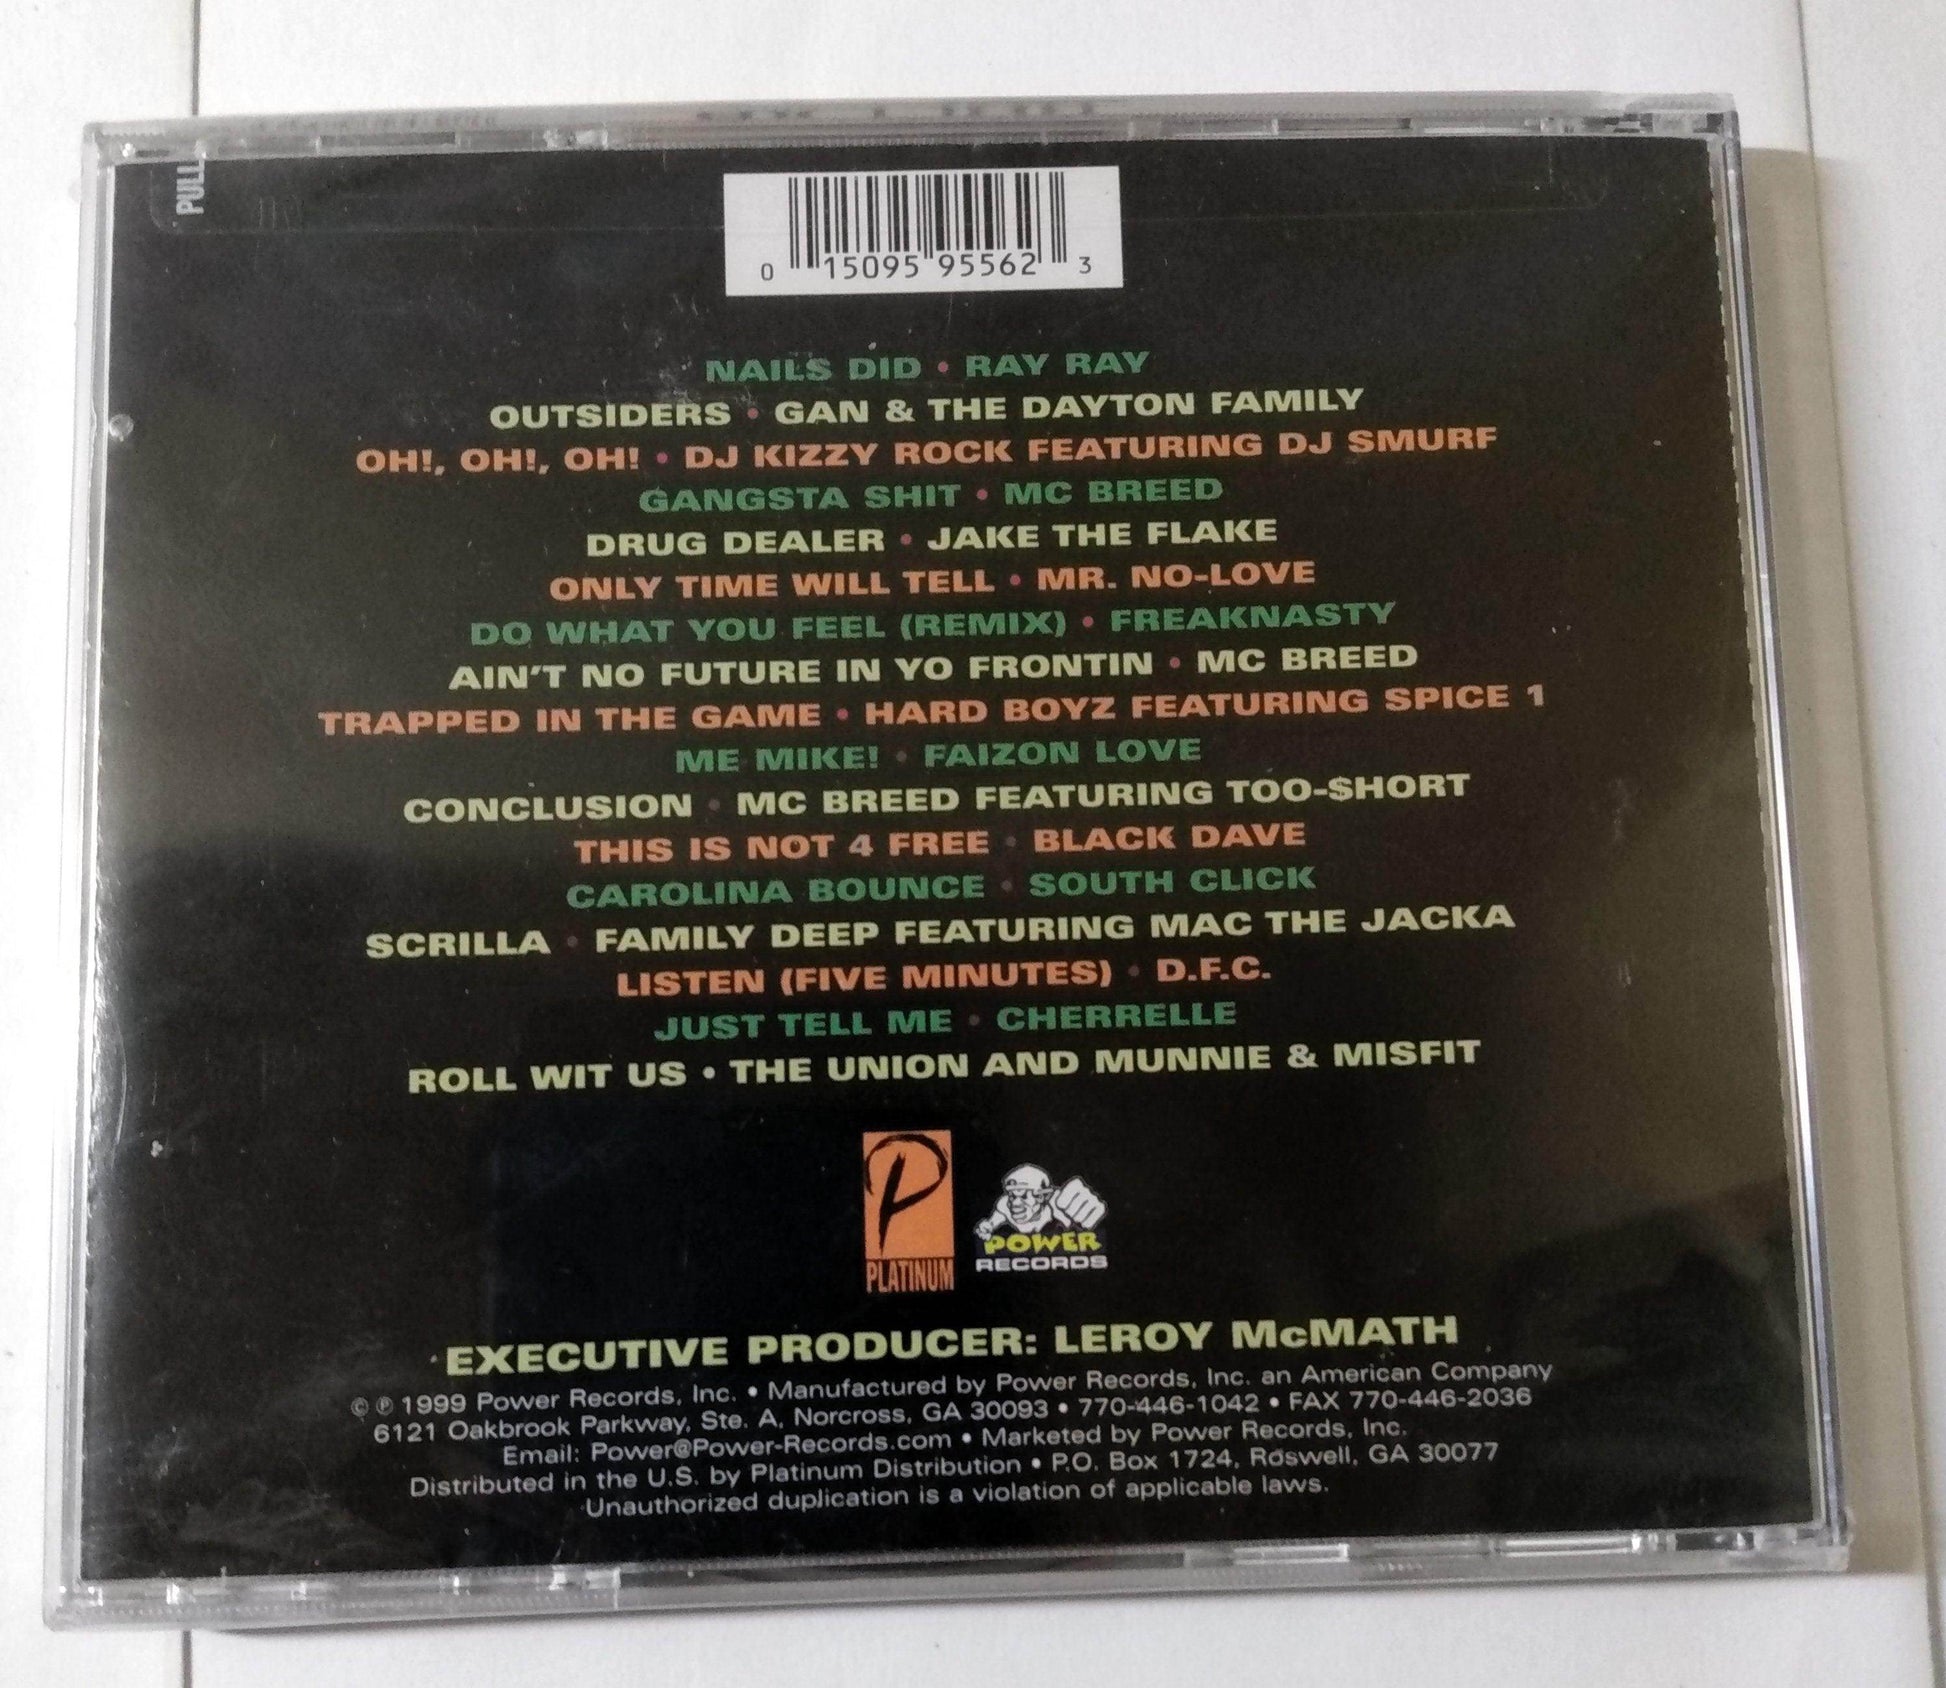 PULL
0 15095 95562 3
NAILS DID • RAY RAY
OUTSIDERS • GAN & THE DAYTON FAMILY
OH!, OH!, OH! • DJ KIZZY ROCK FEATURING DJ SMURF
GANGSTA SHIT • MC BREED
DRUG DEALER • JAKE THE FLAKE
ONLY TIME WILL TELL • MR. NO-LOVE
DO WHAT YOU FEEL (REMIX) • FREAKNASTY
AIN'T NO FUTURE IN YO FRONTIN • MC BREED
TRAPPED IN THE GAME • HARD BOYZ FEATURING SPICE 1
ME MIKE! • FAIZON LOVE
CONCLUSION • MC BREED FEATURING TOO-$HORT
THIS IS NOT 4 FREE • BLACK DAVE
CAROLINA BOUNCE • SOUTH CLICK
SCRILLA • FAMILY DEEP FEATURING MAC THE JACKA
LISTEN (FIVE MINUTES) • D.F.C.
JUST TELL ME • CHERRELLE
ROLL WIT US • THE UNION AND MUNNIE & MISFIT
P
PLATINUM
POWER
RECORDS
EXECUTIVE PRODUCER: LEROY McMATH
© ℗ 1999 Power Records, Inc. • Manufactured by Power Records, Inc. an American Company
6121 Oakbrook Parkway, Ste. A, Norcross, GA 30093 • 770-446-1042 • FAX 770-446-2036
Email: Power@Power-Records.com • Marketed by Power Records, Inc.
Distributed in the U.S. by Platinum Distribution • P.O. Box 1724, Roswell, GA 30077
Unauthorized duplication is a violation of applicable laws.